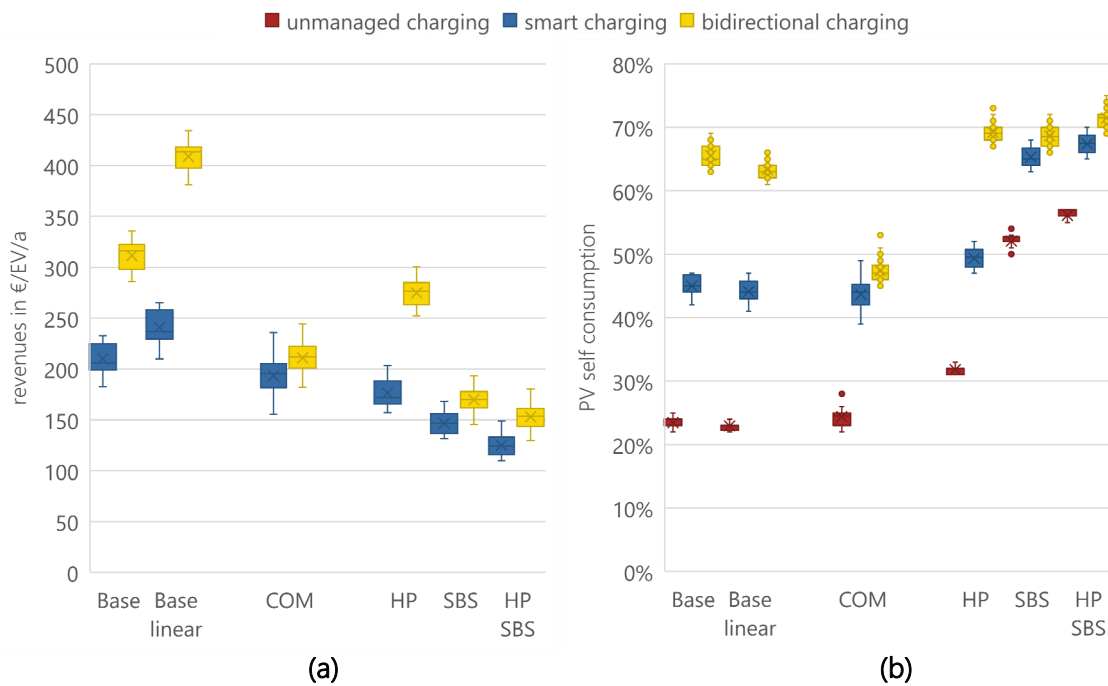 unmanaged charging smart charging bidirectional charging
revenues in €/EV/a
500
450
400
350
300
250
200
150
100
50
0
Base Base linear COM HP SBS HP SBS
(a)
PV self consumption
80%
70%
60%
50%
40%
30%
20%
10%
0%
Base Base linear COM HP SBS HP SBS
(b)